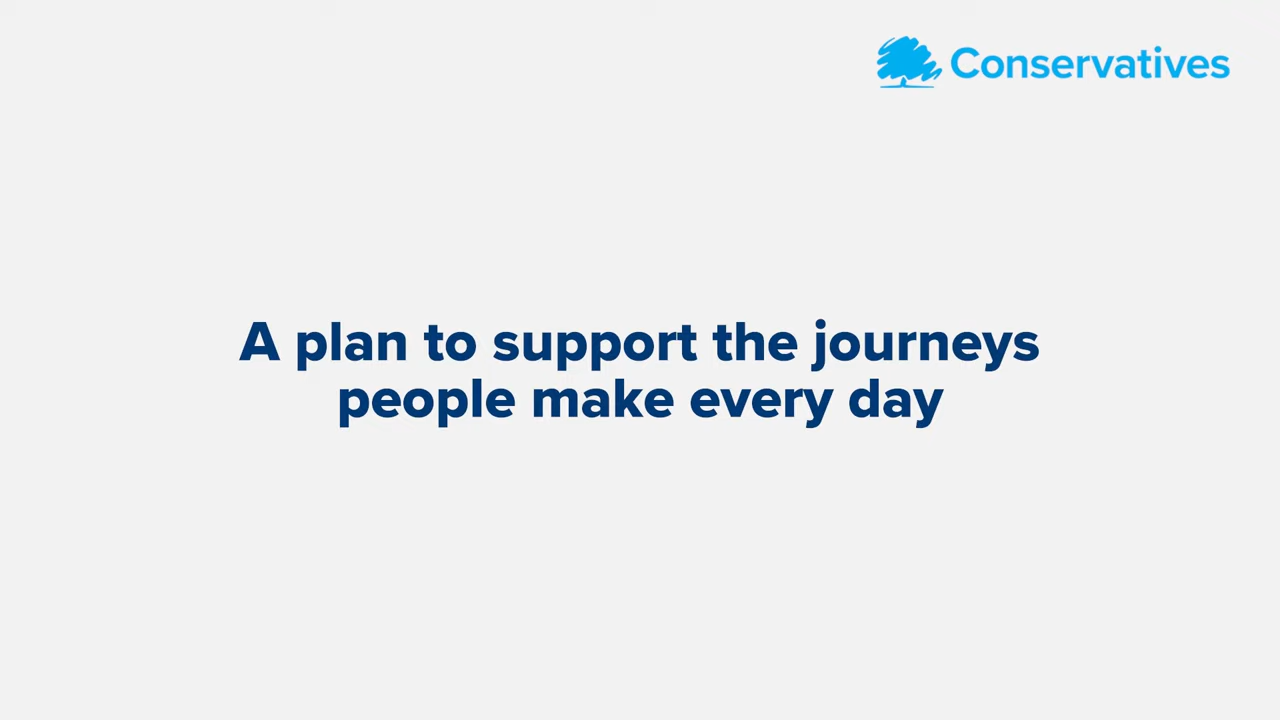 Conservatives
A plan to support the journeys
people make every day